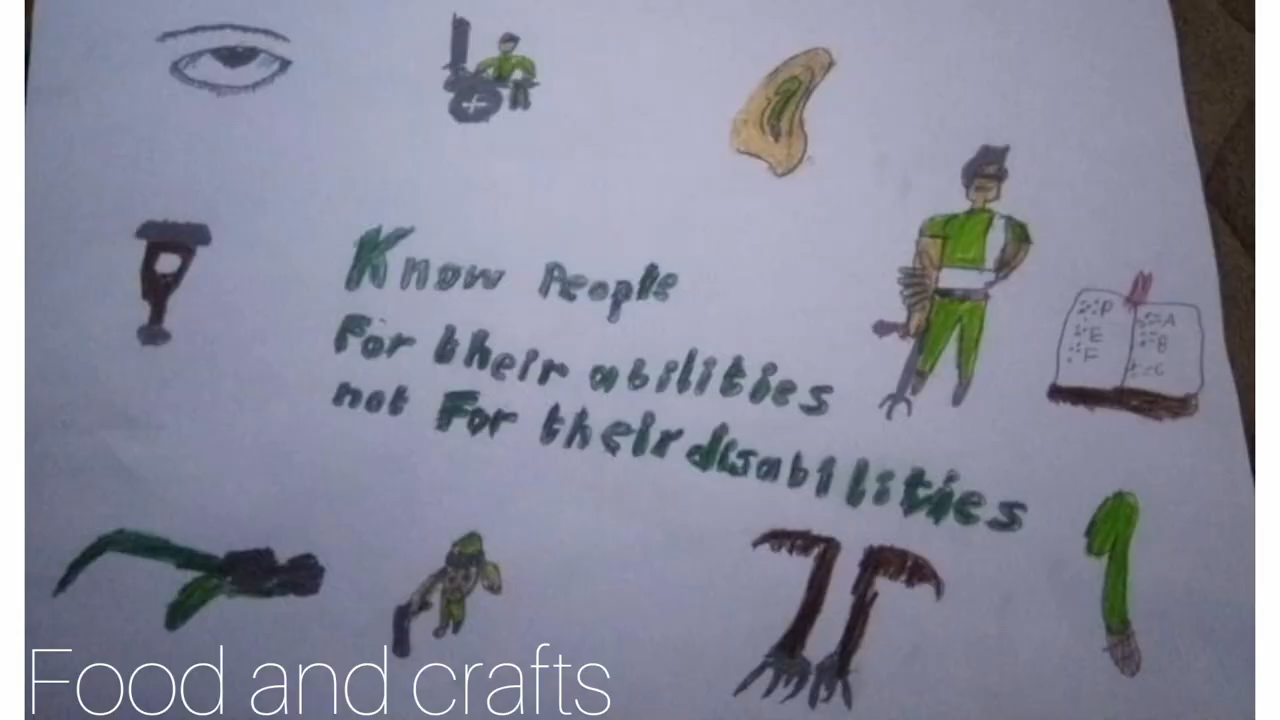 Know People
For their abilities
not For their disabilities
P
E
F
A
B
C
Food and crafts